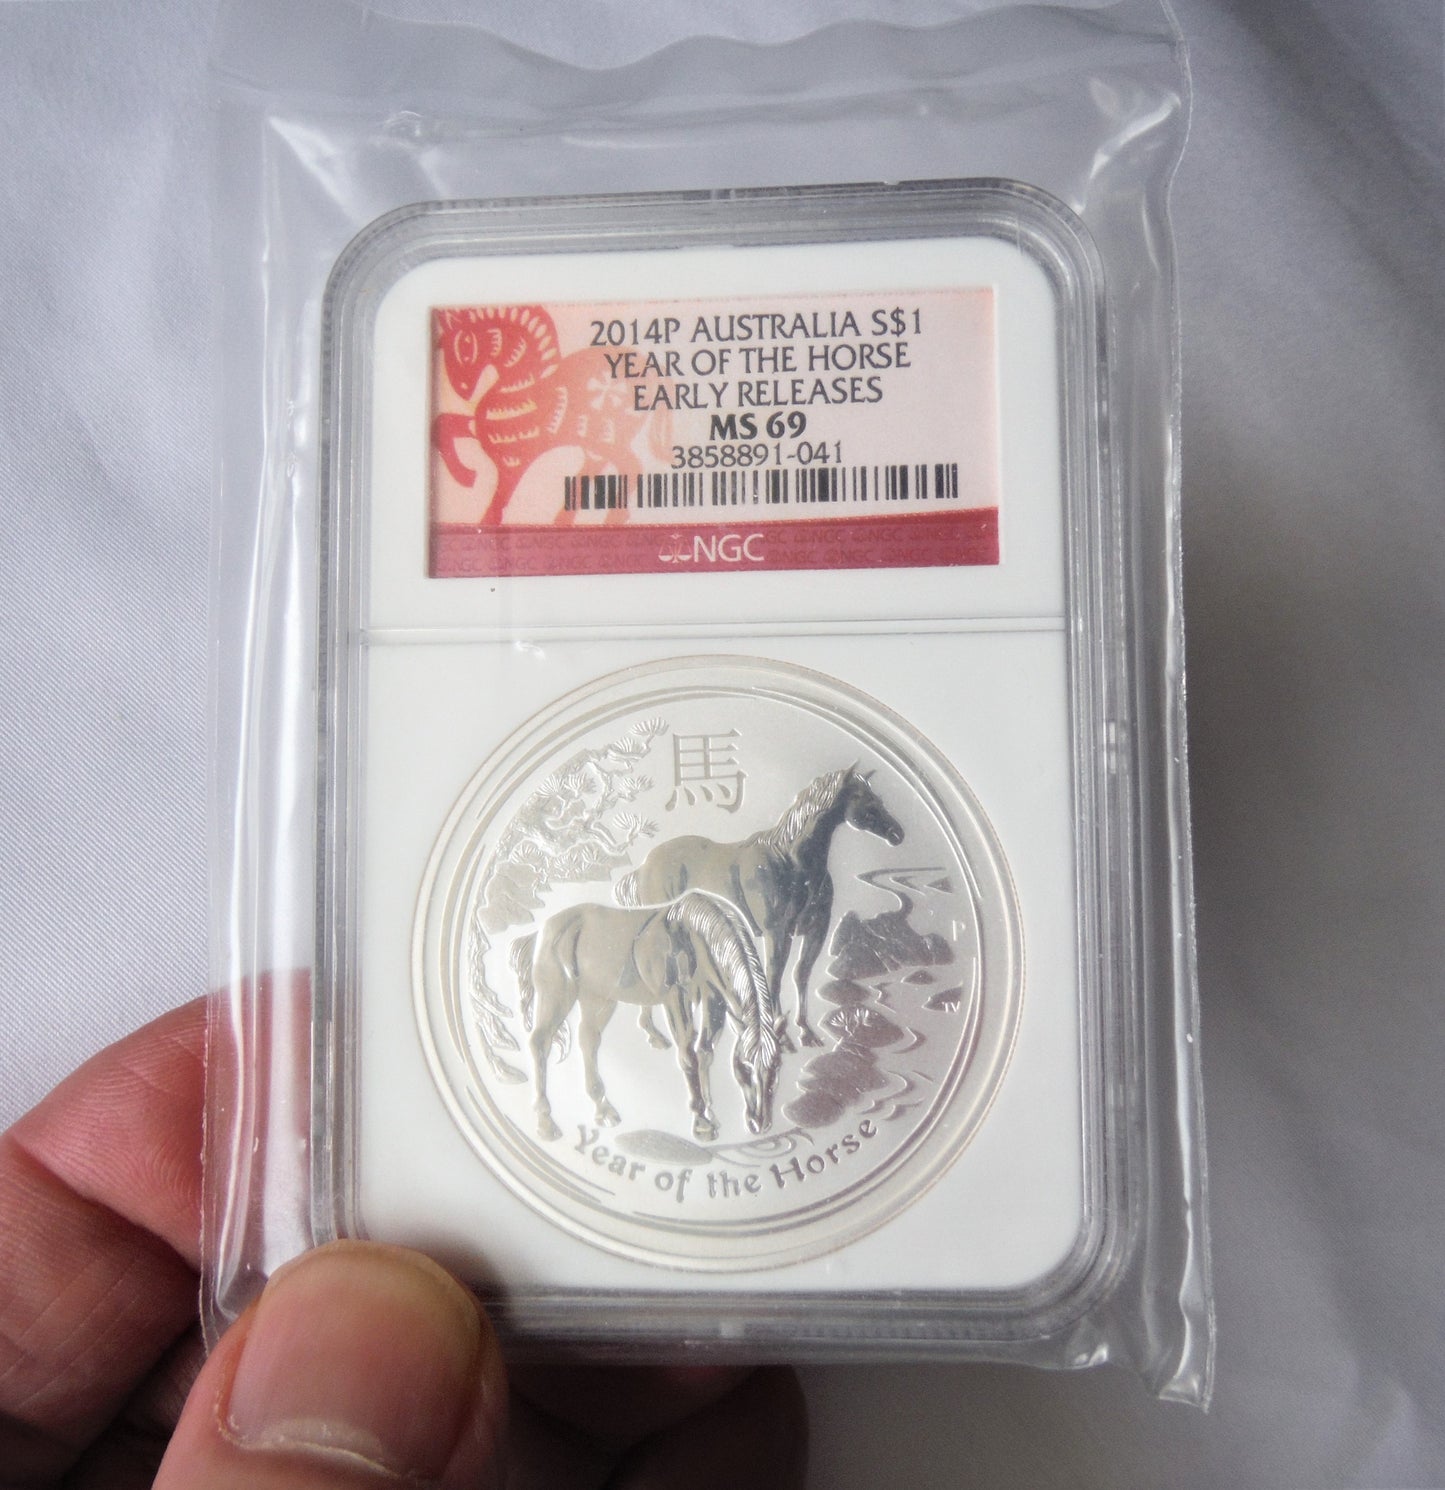 2014P AUSTRALIA S$1
YEAR OF THE HORSE
EARLY RELEASES
MS 69
3858891-041
NGC
馬
P
TV
Year of the Horse